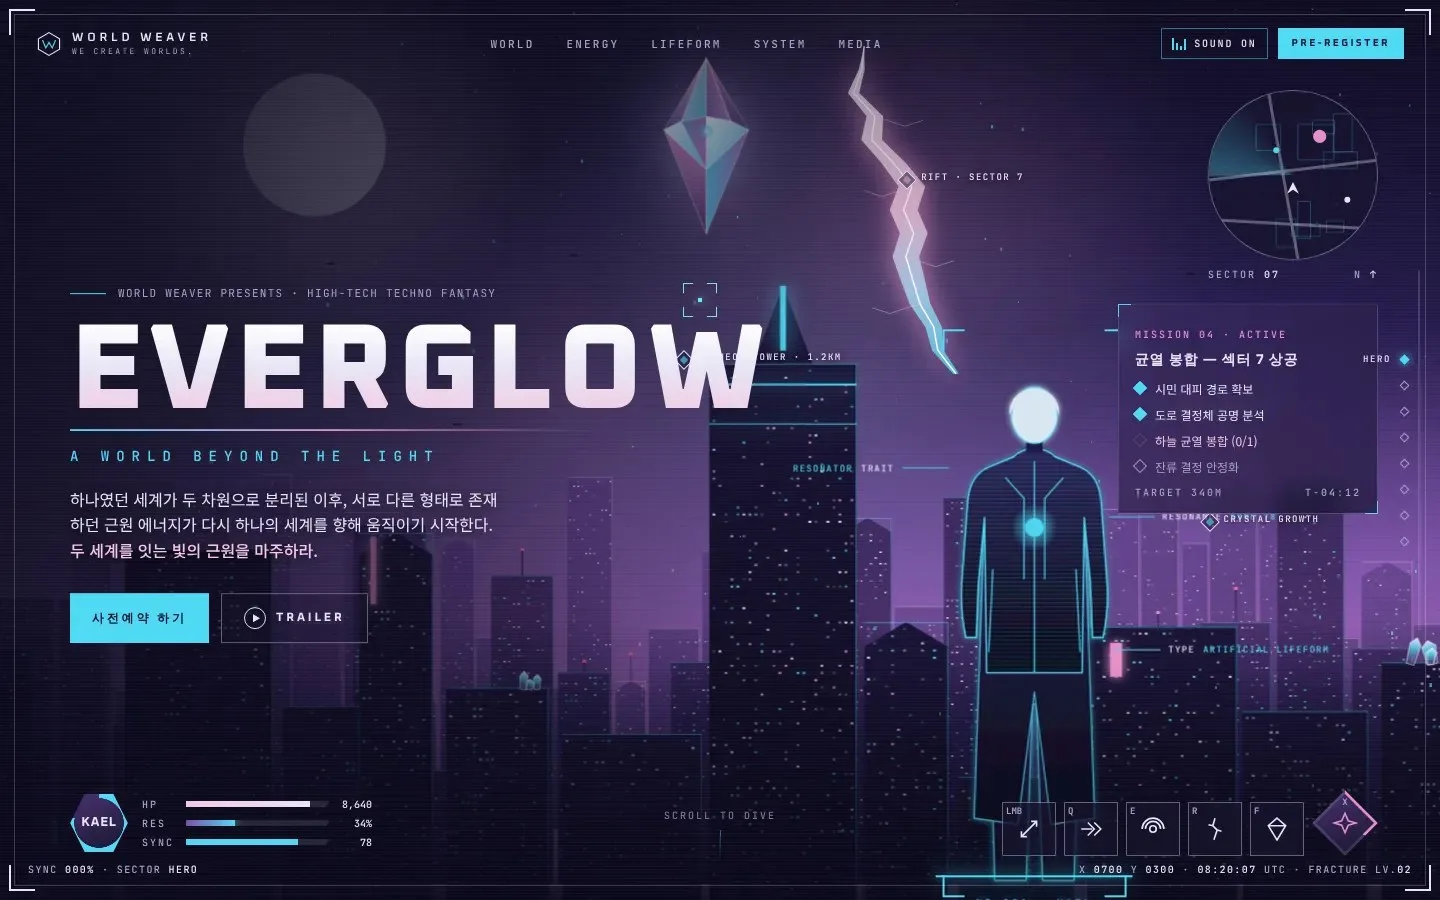 WORLD WEAVER
WE CREATE WORLDS.
WORLD ENERGY LIFEFORM SYSTEM MEDIA
SOUND ON
PRE-REGISTER
RIFT · SECTOR 7
SECTOR 07 N ↑
WORLD WEAVER PRESENTS · HIGH-TECH TECHNO FANTASY
EVERGLOW
· 1.2KM
A WORLD BEYOND THE LIGHT
하나였던 세계가 두 차원으로 분리된 이후, 서로 다른 형태로 존재
하던 근원 에너지가 다시 하나의 세계를 향해 움직이기 시작한다.
두 세계를 잇는 빛의 근원을 마주하라.
사전예약 하기
TRAILER
MISSION 04 · ACTIVE
균열 봉합 — 섹터 7 상공
시민 대피 경로 확보
도로 결정체 공명 분석
하늘 균열 봉합 (0/1)
잔류 결정 안정화
TARGET 340M T-04:12
HERO
RESONATOR TRAIT
CRYSTAL GROWTH
TYPE ARTIFICIAL LIFEFORM
KAEL
HP 8,640
RES 34%
SYNC 78
SCROLL TO DIVE
LMB Q E R F X
SYNC 000% · SECTOR HERO
X 0700 Y 0300 · 08:20:07 UTC · FRACTURE LV.02